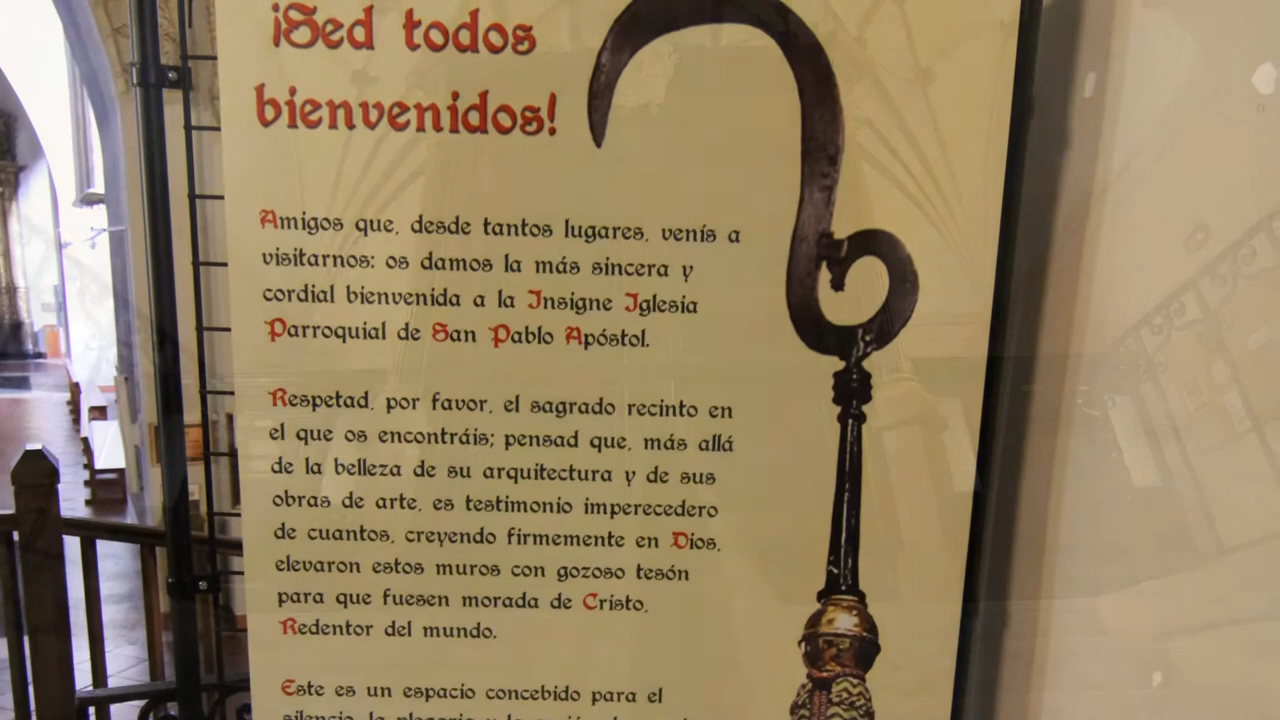 ¡Sed todos
bienvenidos!
Amigos que, desde tantos lugares, venís a
visitarnos: os damos la más sincera y
cordial bienvenida a la Insigne Iglesia
Parroquial de San Pablo Apóstol.
Respetad, por favor, el sagrado recinto en
el que os encontráis; pensad que, más allá
de la belleza de su arquitectura y de sus
obras de arte, es testimonio imperecedero
de cuantos, creyendo firmemente en Dios,
elevaron estos muros con gozoso tesón
para que fuesen morada de Cristo,
Redentor del mundo.
Este es un espacio concebido para el
silencio, la plegaria y la